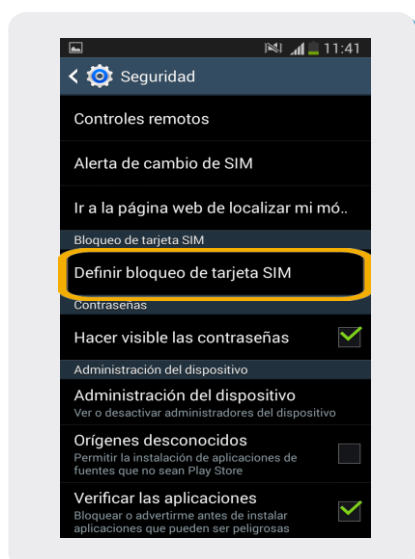 11:41
Seguridad
Controles remotos
Alerta de cambio de SIM
Ir a la página web de localizar mi mó..
Bloqueo de tarjeta SIM
Definir bloqueo de tarjeta SIM
Contraseñas
Hacer visible las contraseñas
Administración del dispositivo
Administración del dispositivo
Ver o desactivar administradores del dispositivo
Orígenes desconocidos
Permitir la instalación de aplicaciones de
fuentes que no sean Play Store
Verificar las aplicaciones
Bloquear o advertirme antes de instalar
aplicaciones que pueden ser peligrosas